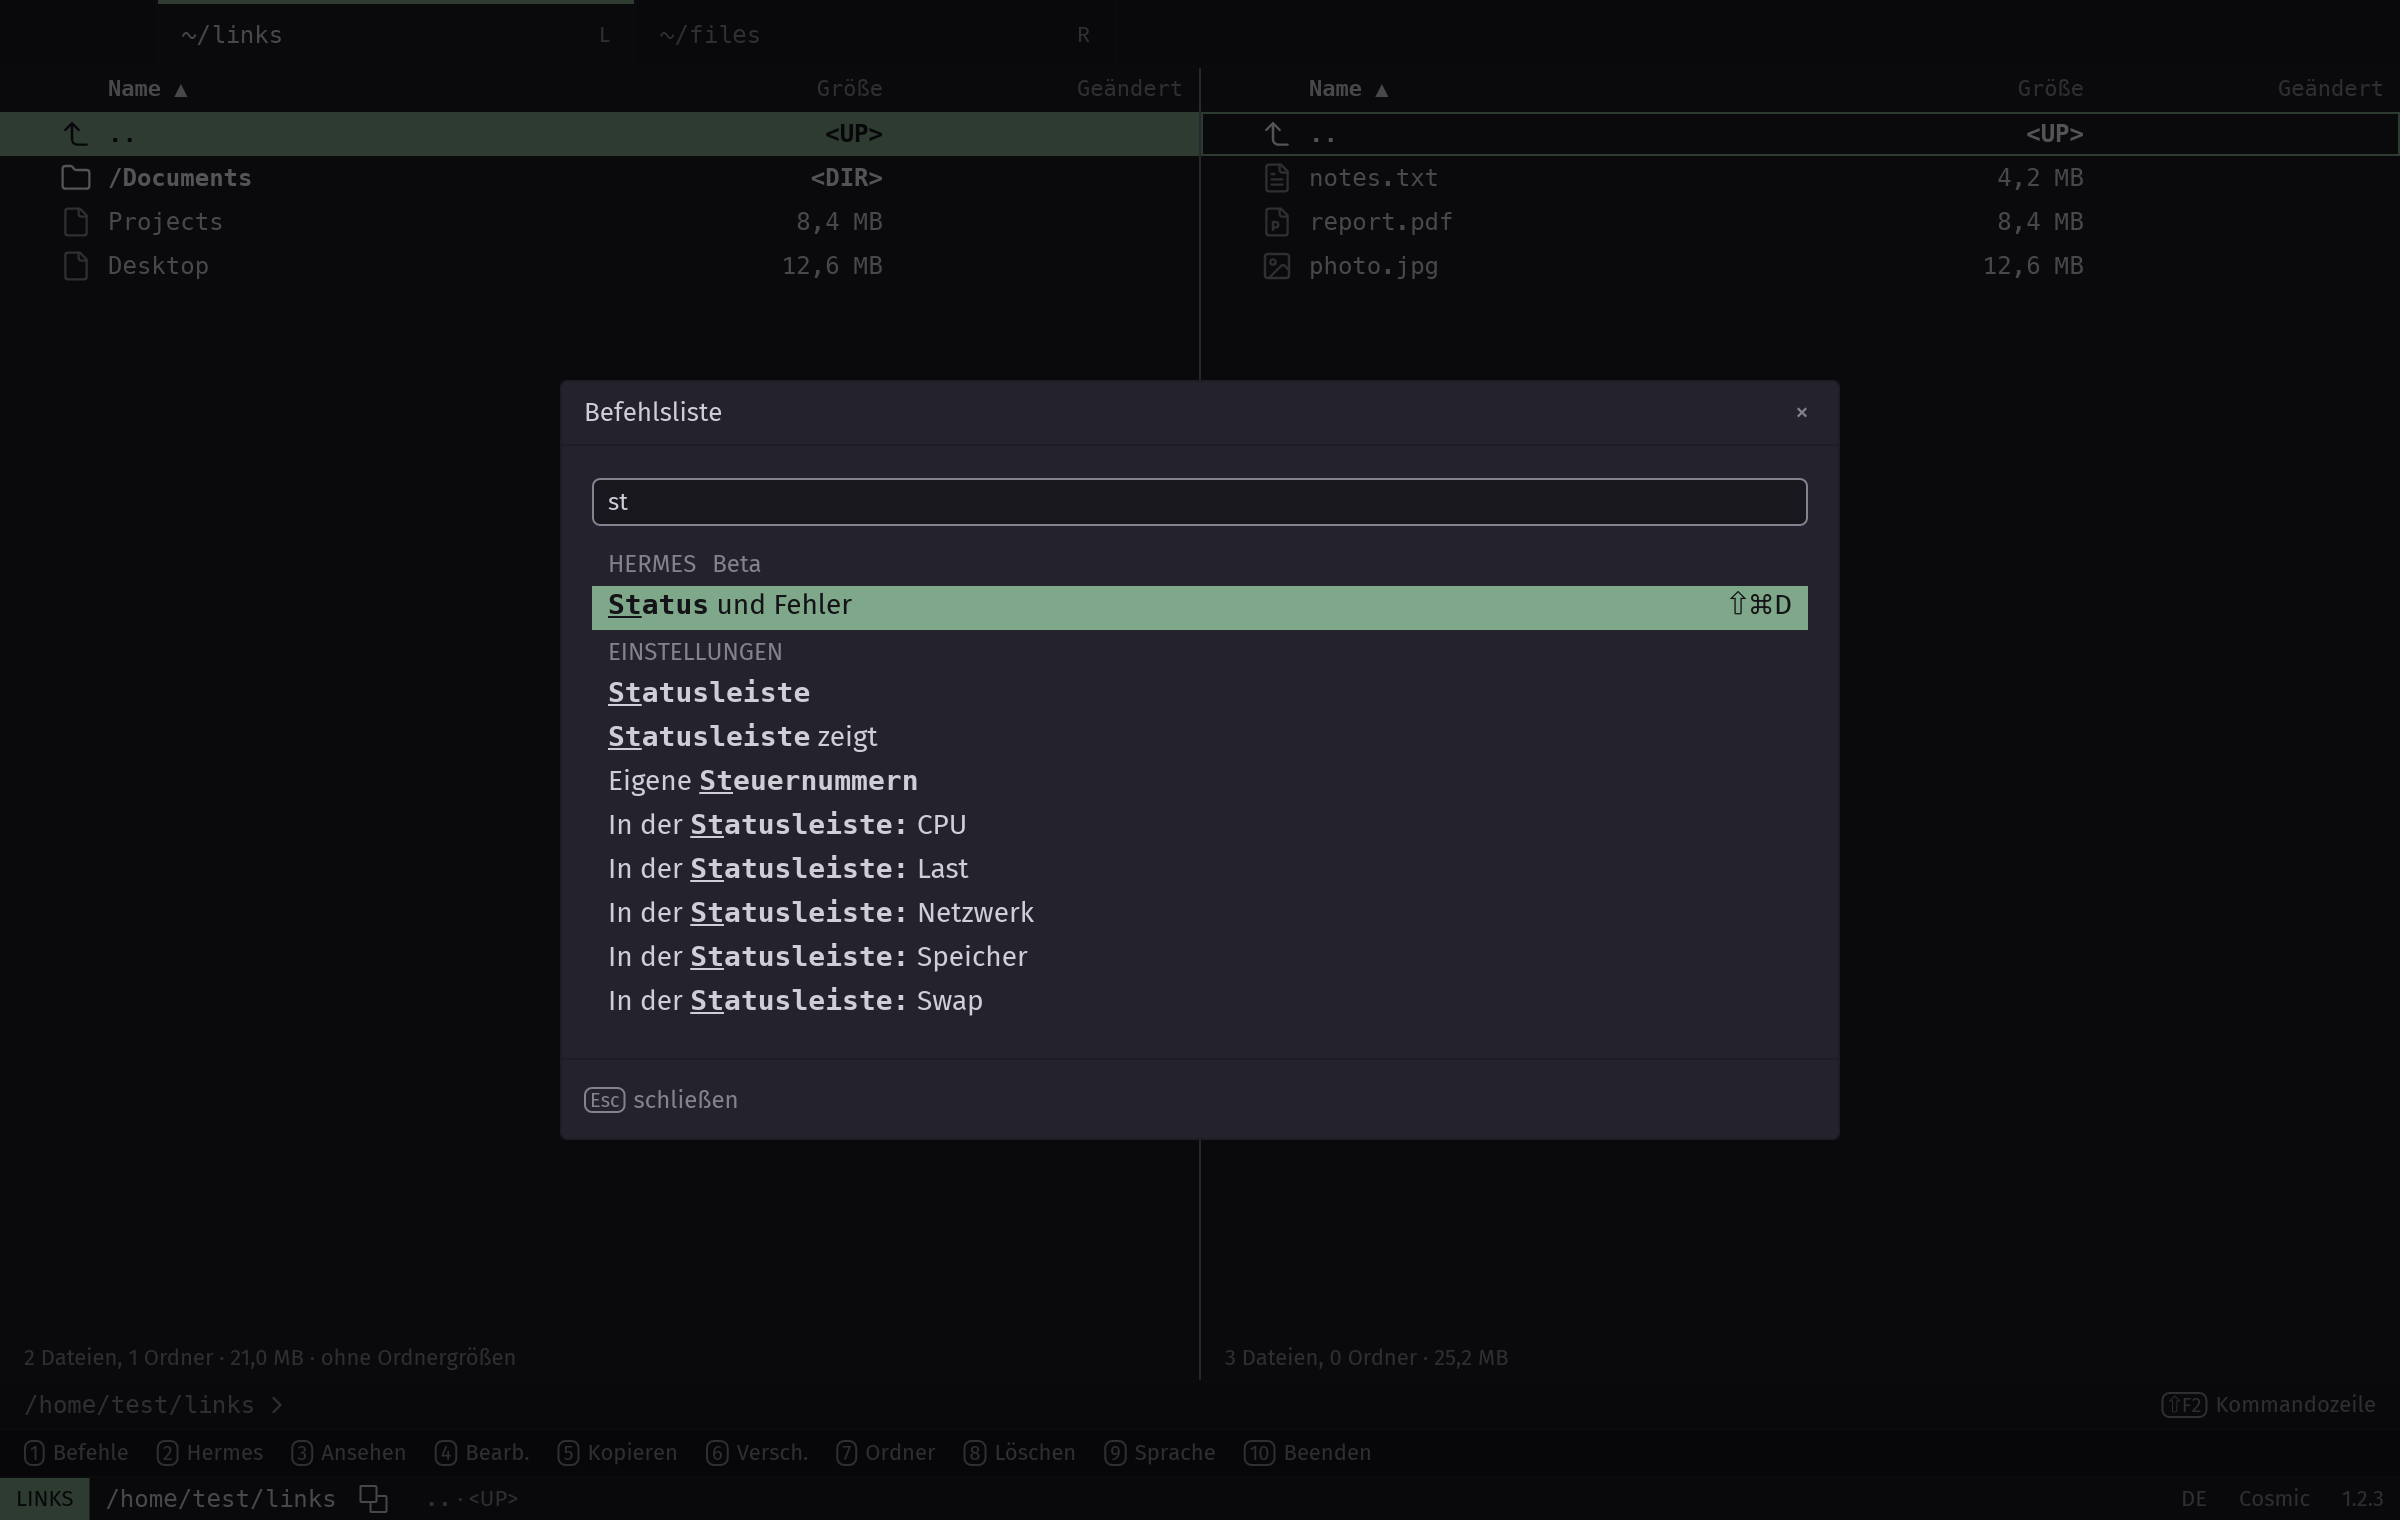 ~/links L ~/files R
Name ▲ Größe Geändert Name ▲ Größe Geändert
.. <UP> .. <UP>
/Documents <DIR> notes.txt 4,2 MB
Projects 8,4 MB report.pdf 8,4 MB
Desktop 12,6 MB photo.jpg 12,6 MB
Befehlsliste ×
st
HERMES Beta
Status und Fehler ⇧⌘D
EINSTELLUNGEN
Statusleiste
Statusleiste zeigt
Eigene Steuernummern
In der Statusleiste: CPU
In der Statusleiste: Last
In der Statusleiste: Netzwerk
In der Statusleiste: Speicher
In der Statusleiste: Swap
Esc schließen
2 Dateien, 1 Ordner · 21,0 MB · ohne Ordnergrößen 3 Dateien, 0 Ordner · 25,2 MB
/home/test/links > ⇧F2 Kommandozeile
1 Befehle 2 Hermes 3 Ansehen 4 Bearb. 5 Kopieren 6 Versch. 7 Ordner 8 Löschen 9 Sprache 10 Beenden
LINKS /home/test/links .. · <UP> DE Cosmic 1.2.3